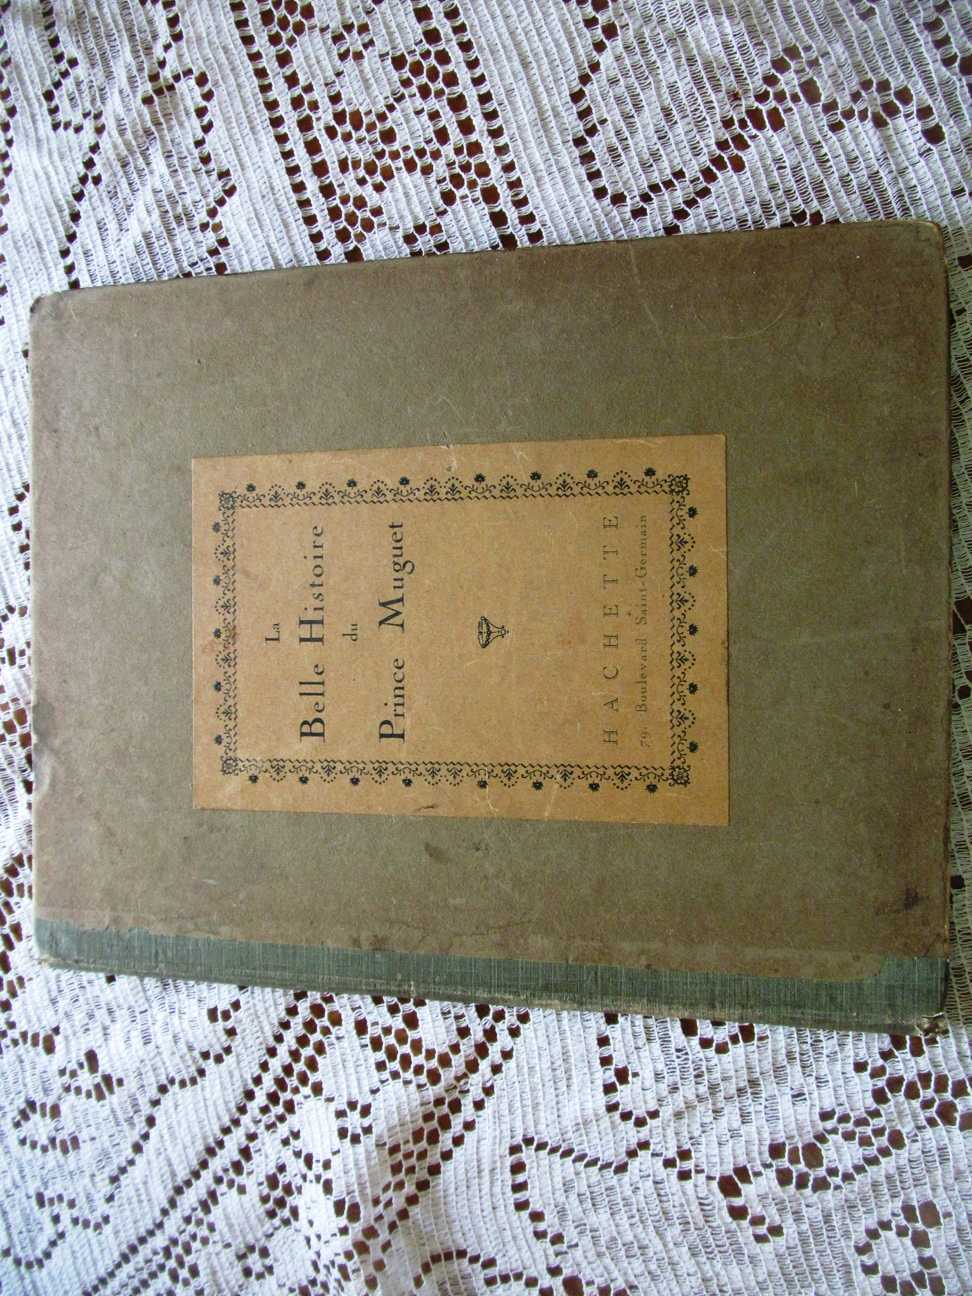 La
Belle Histoire
du
Prince Muguet
HACHETTE
79, Boulevard Saint-Germain